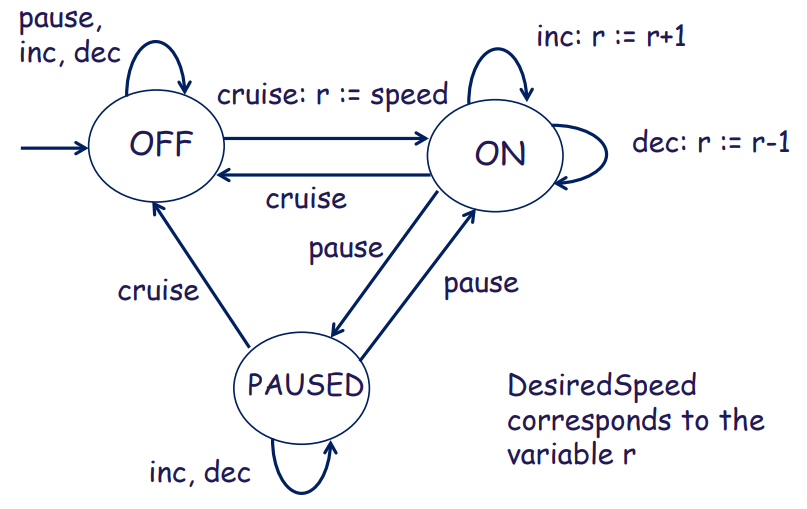 pause,
inc, dec
inc: r := r+1
cruise: r := speed
OFF
ON
dec: r := r-1
cruise
pause
cruise
pause
PAUSED
DesiredSpeed
corresponds to the
variable r
inc, dec